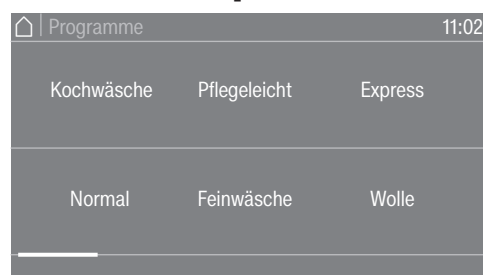 Programme 11:02
Kochwäsche Pflegeleicht Express
Normal Feinwäsche Wolle